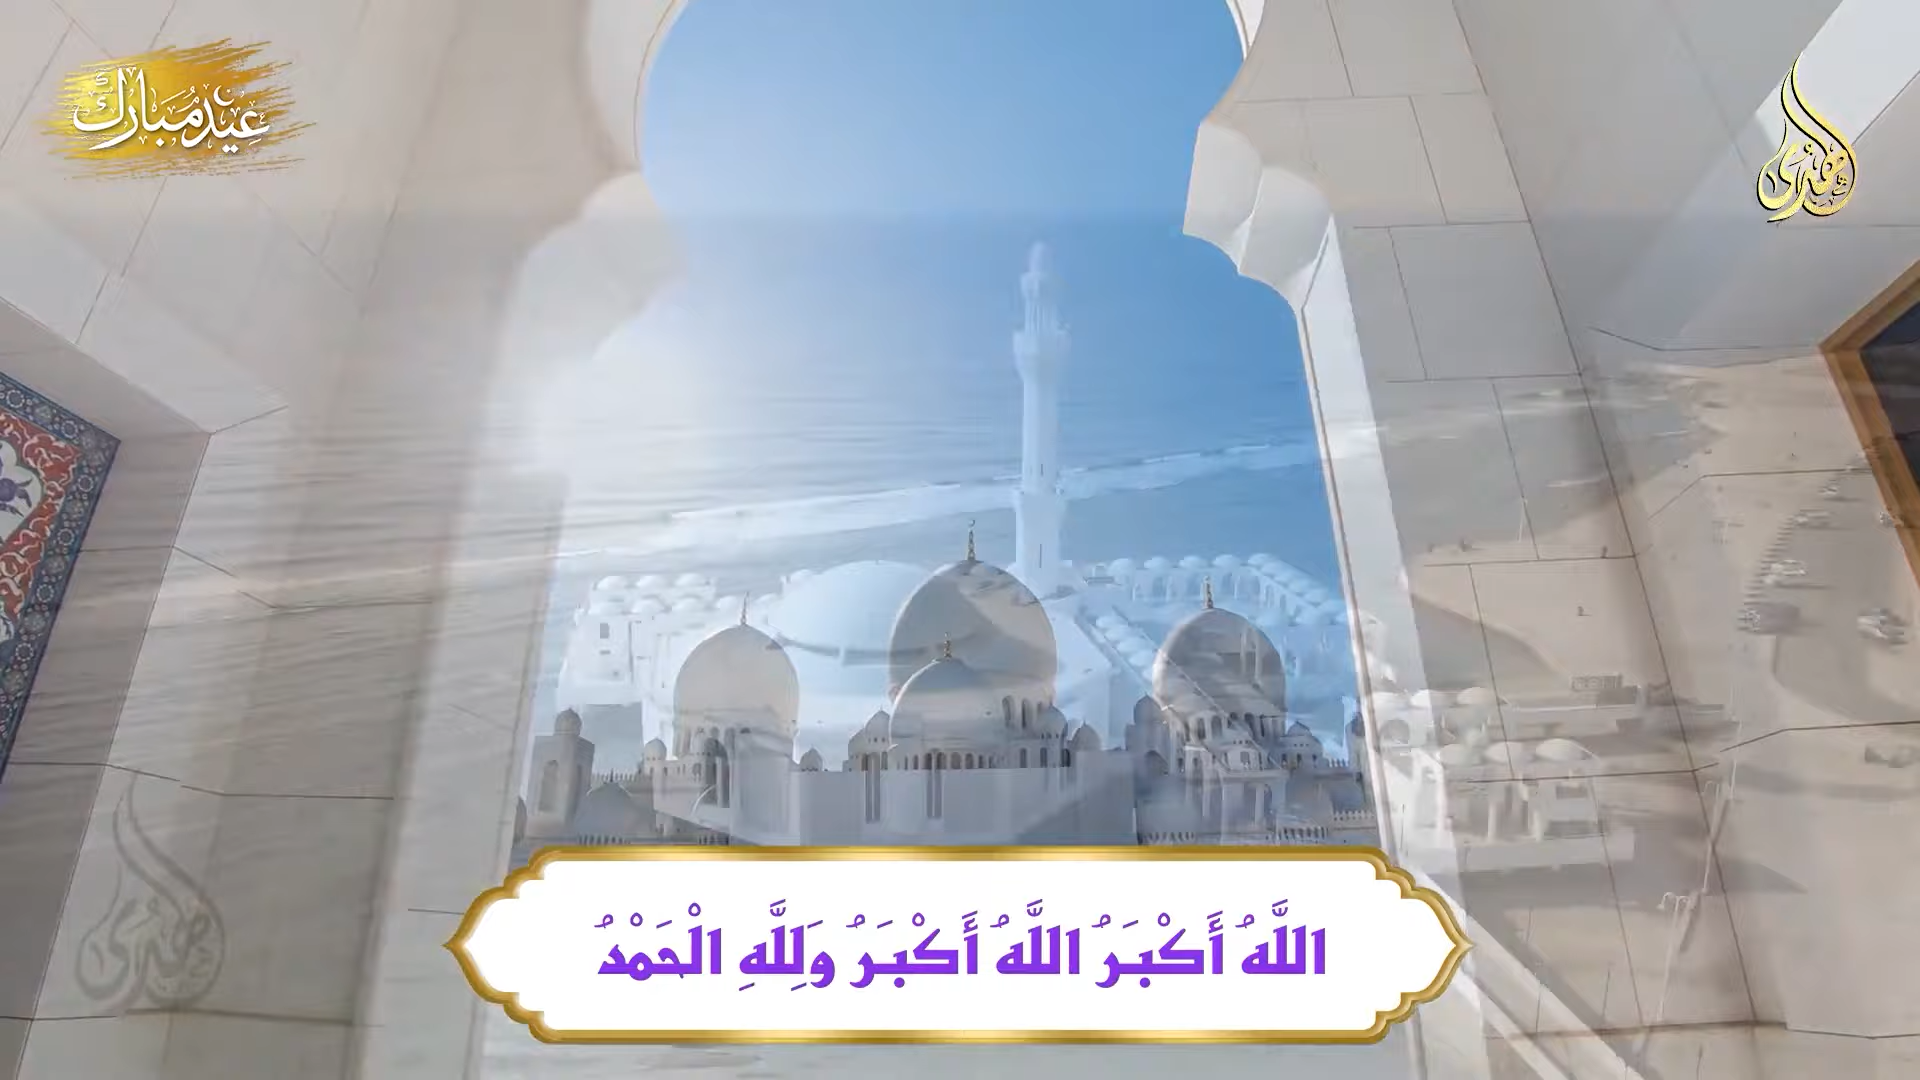 عِيدٌ مُبَارَك
اللَّهُ أَكْبَرُ اللَّهُ أَكْبَرُ وَلِلَّهِ الْحَمْدُ